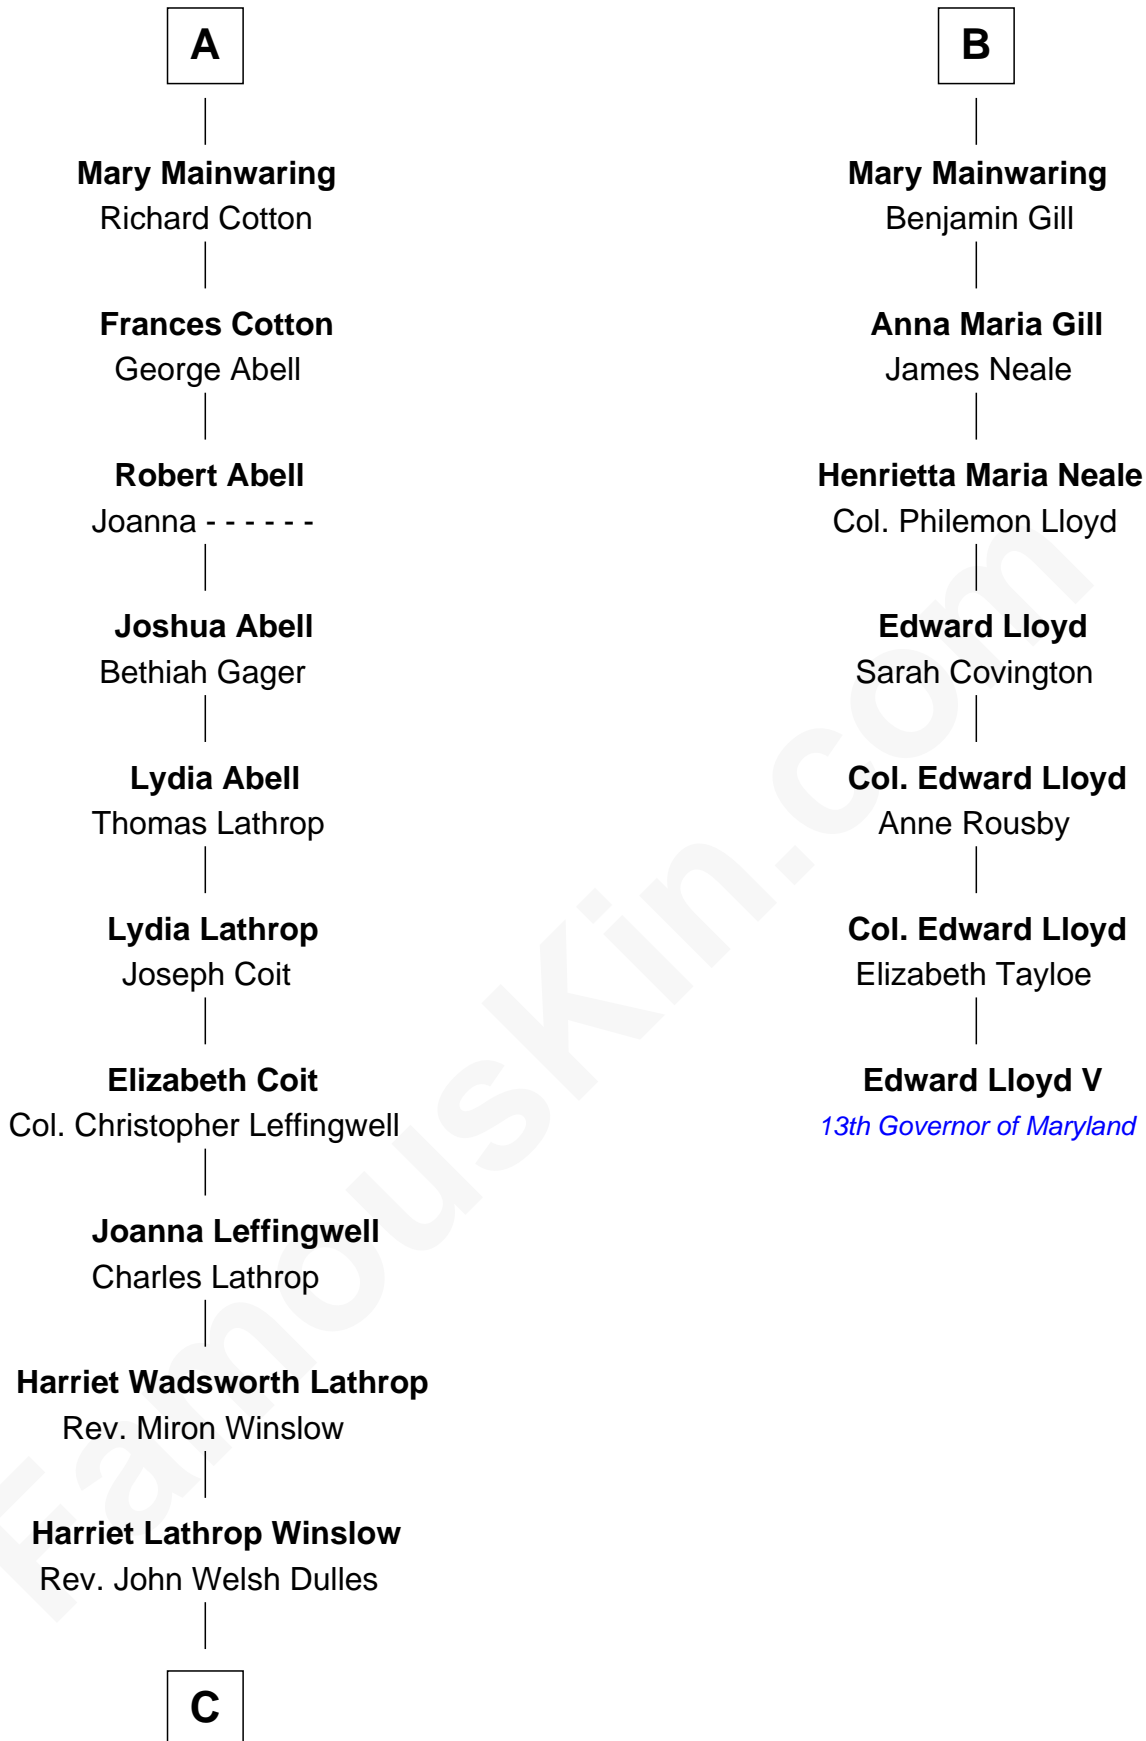 A
Mary Mainwaring
Richard Cotton
Frances Cotton
George Abell
Robert Abell
Joanna - - - - - -
Joshua Abell
Bethiah Gager
Lydia Abell
Thomas Lathrop
Lydia Lathrop
Joseph Coit
Elizabeth Coit
Col. Christopher Leffingwell
Joanna Leffingwell
Charles Lathrop
Harriet Wadsworth Lathrop
Rev. Miron Winslow
Harriet Lathrop Winslow
Rev. John Welsh Dulles
C
B
Mary Mainwaring
Benjamin Gill
Anna Maria Gill
James Neale
Henrietta Maria Neale
Col. Philemon Lloyd
Edward Lloyd
Sarah Covington
Col. Edward Lloyd
Anne Rousby
Col. Edward Lloyd
Elizabeth Tayloe
Edward Lloyd V
13th Governor of Maryland
FamousKin.com